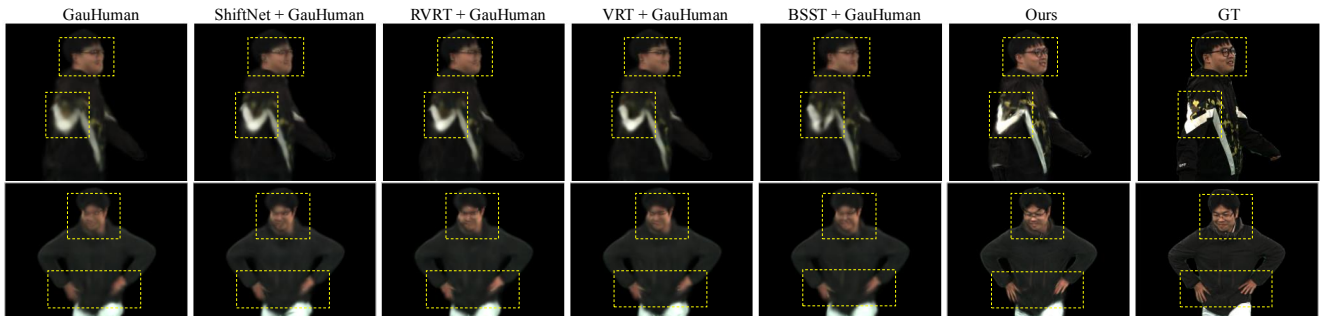 GauHuman
ShiftNet + GauHuman
RVRT + GauHuman
VRT + GauHuman
BSST + GauHuman
Ours
GT